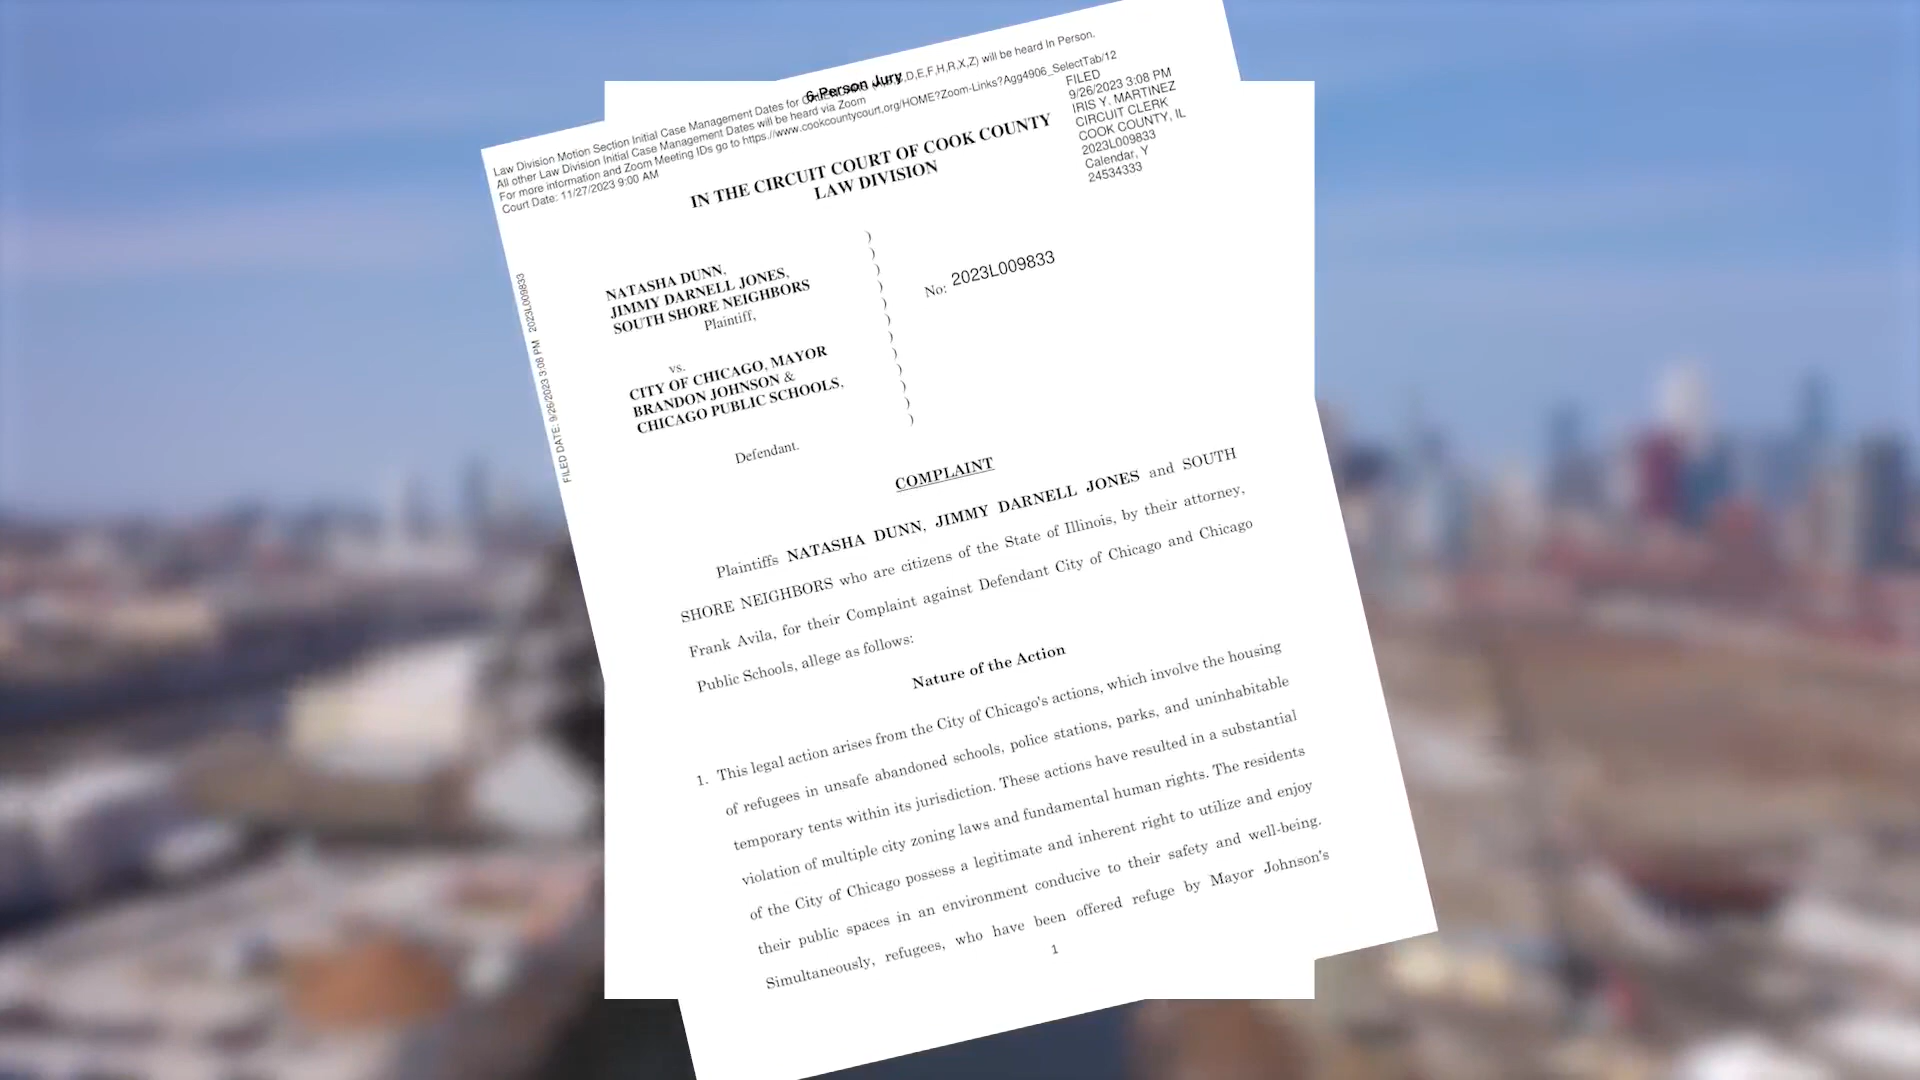 6-Person Jury
Law Division Motion Section Initial Case Management Dates for D,E,F,H,R,X,Z) will be heard In Person.
All other Law Division Initial Case Management Dates will be heard via Zoom
For more information and Zoom Meeting IDs go to https://www.cookcountycourt.org/HOME?Zoom-Links?Agg4906_SelectTab/12
Court Date: 11/27/2023 9:00 AM
FILED
9/26/2023 3:08 PM
IRIS Y. MARTINEZ
CIRCUIT CLERK
COOK COUNTY, IL
2023L009833
Calendar, Y
24534333
FILED DATE: 9/26/2023 3:08 PM 2023L009833
IN THE CIRCUIT COURT OF COOK COUNTY
LAW DIVISION
NATASHA DUNN,
JIMMY DARNELL JONES,
SOUTH SHORE NEIGHBORS
Plaintiff,
vs.
CITY OF CHICAGO, MAYOR
BRANDON JOHNSON &
CHICAGO PUBLIC SCHOOLS,
Defendant.
)
)
)
)
)
)
)
)
)
)
)
)
No: 2023L009833
COMPLAINT
Plaintiffs NATASHA DUNN, JIMMY DARNELL JONES and SOUTH
SHORE NEIGHBORS who are citizens of the State of Illinois, by their attorney,
Frank Avila, for their Complaint against Defendant City of Chicago and Chicago
Public Schools, allege as follows:
Nature of the Action
1. This legal action arises from the City of Chicago's actions, which involve the housing
of refugees in unsafe abandoned schools, police stations, parks, and uninhabitable
temporary tents within its jurisdiction. These actions have resulted in a substantial
violation of multiple city zoning laws and fundamental human rights. The residents
of the City of Chicago possess a legitimate and inherent right to utilize and enjoy
their public spaces in an environment conducive to their safety and well-being.
Simultaneously, refugees, who have been offered refuge by Mayor Johnson's
1